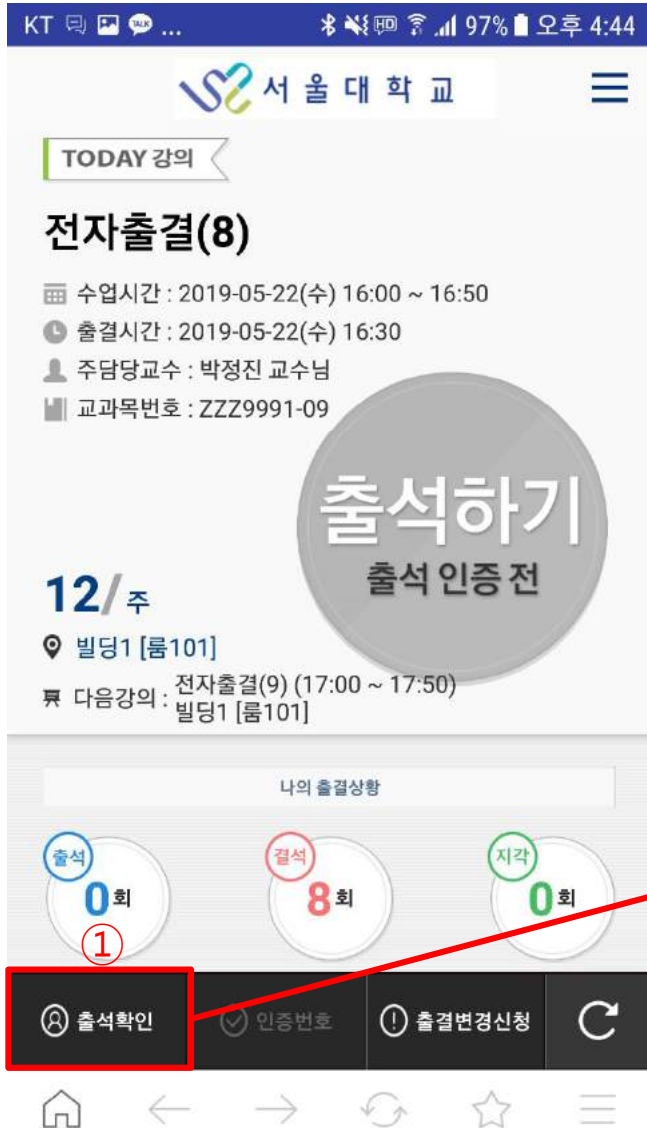 KT ... HD 97% 오후 4:44
서울대학교
TODAY 강의
전자출결(8)
수업시간 : 2019-05-22(수) 16:00 ~ 16:50
출결시간 : 2019-05-22(수) 16:30
주담당교수 : 박정진 교수님
교과목번호 : ZZZ9991-09
출석하기
출석 인증 전
12/ 주
빌딩1 [룸101]
다음강의 : 전자출결(9) (17:00 ~ 17:50)
빌딩1 [룸101]
나의 출결상황
출석 0 회
결석 8 회
지각 0 회
①
출석확인
인증번호
출결변경신청